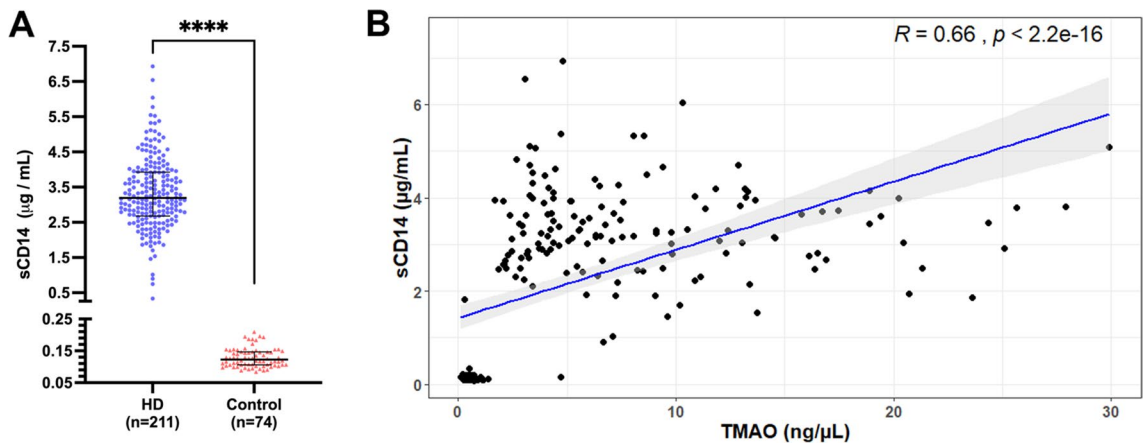 A
****
7.5
6.5
5.5
4.5
3.5
2.5
1.5
0.5
0.25
0.15
0.05
sCD14 (µg / mL)
HD
(n=211)
Control
(n=74)
B
R = 0.66 , p < 2.2e-16
6
4
2
0
sCD14 (µg/mL)
0
10
20
30
TMAO (ng/µL)